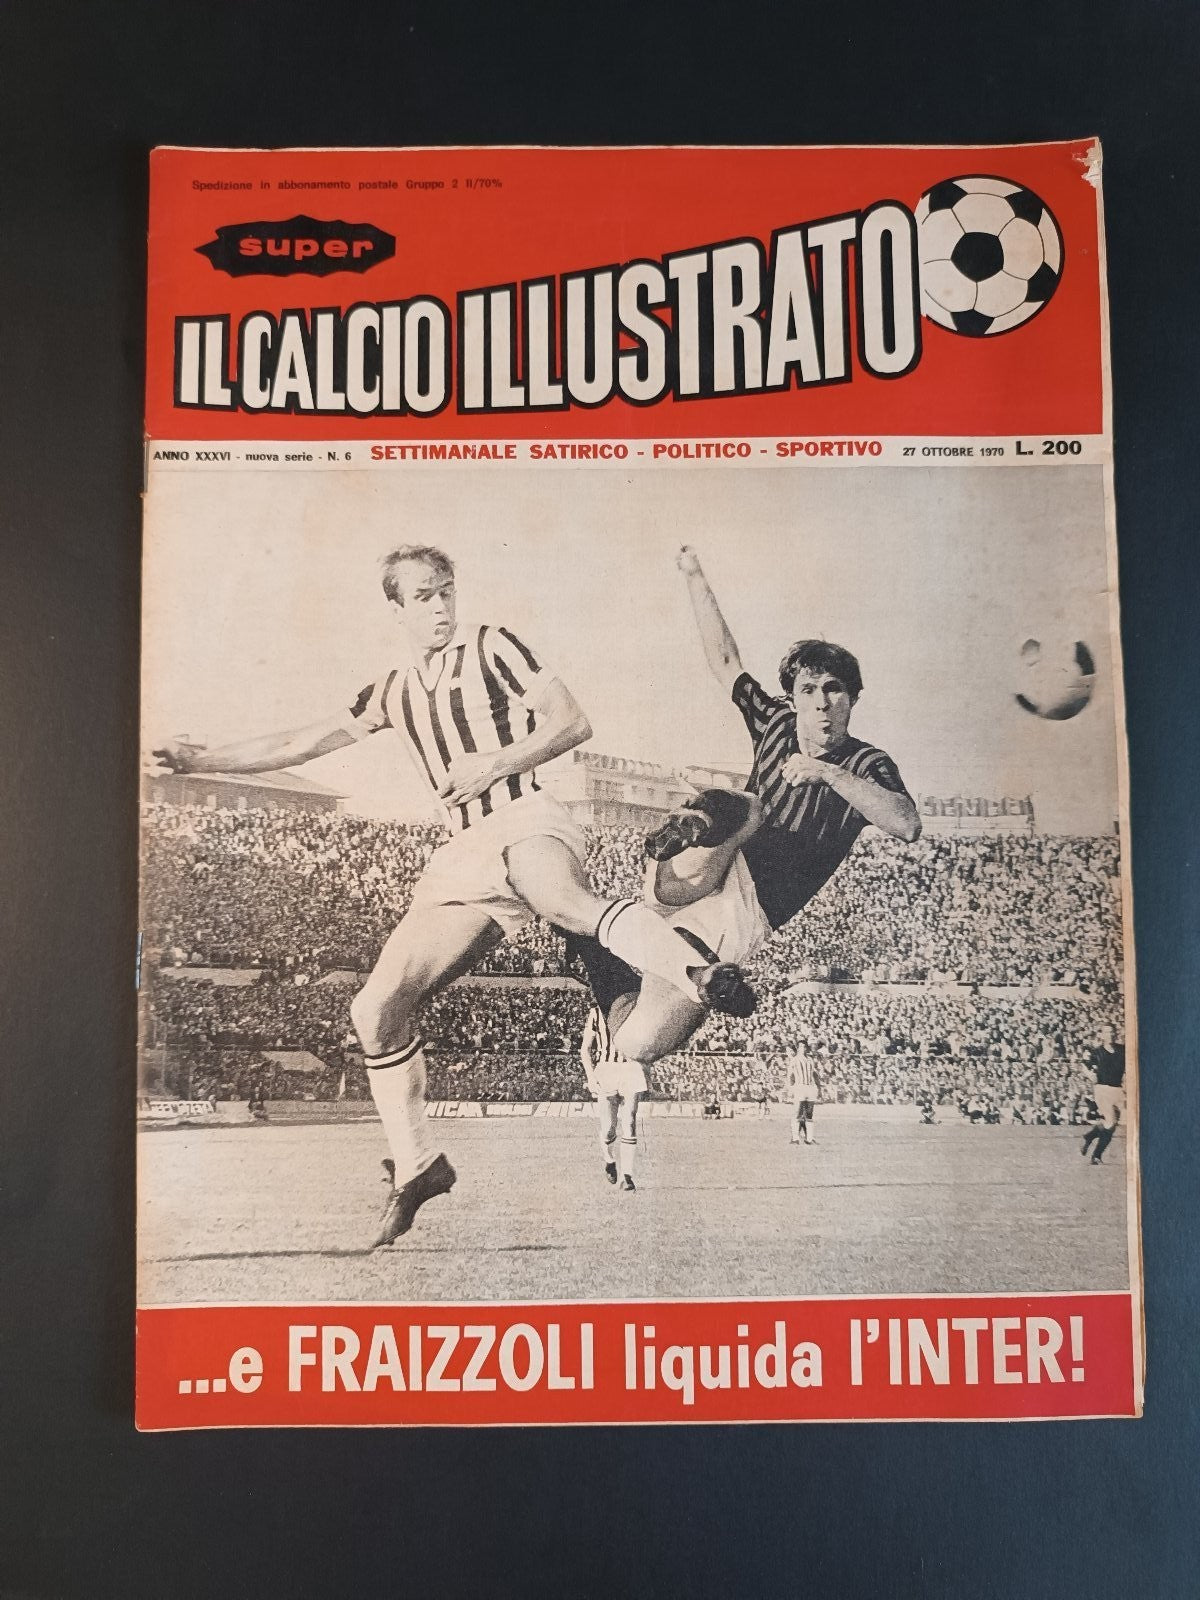 Spedizione in abbonamento postale Gruppo 2 II/70%
super
IL CALCIO ILLUSTRATO
ANNO XXXVI - nuova serie - N. 6 SETTIMANALE SATIRICO - POLITICO - SPORTIVO 27 OTTOBRE 1970 L. 200
...e FRAIZZOLI liquida l'INTER!